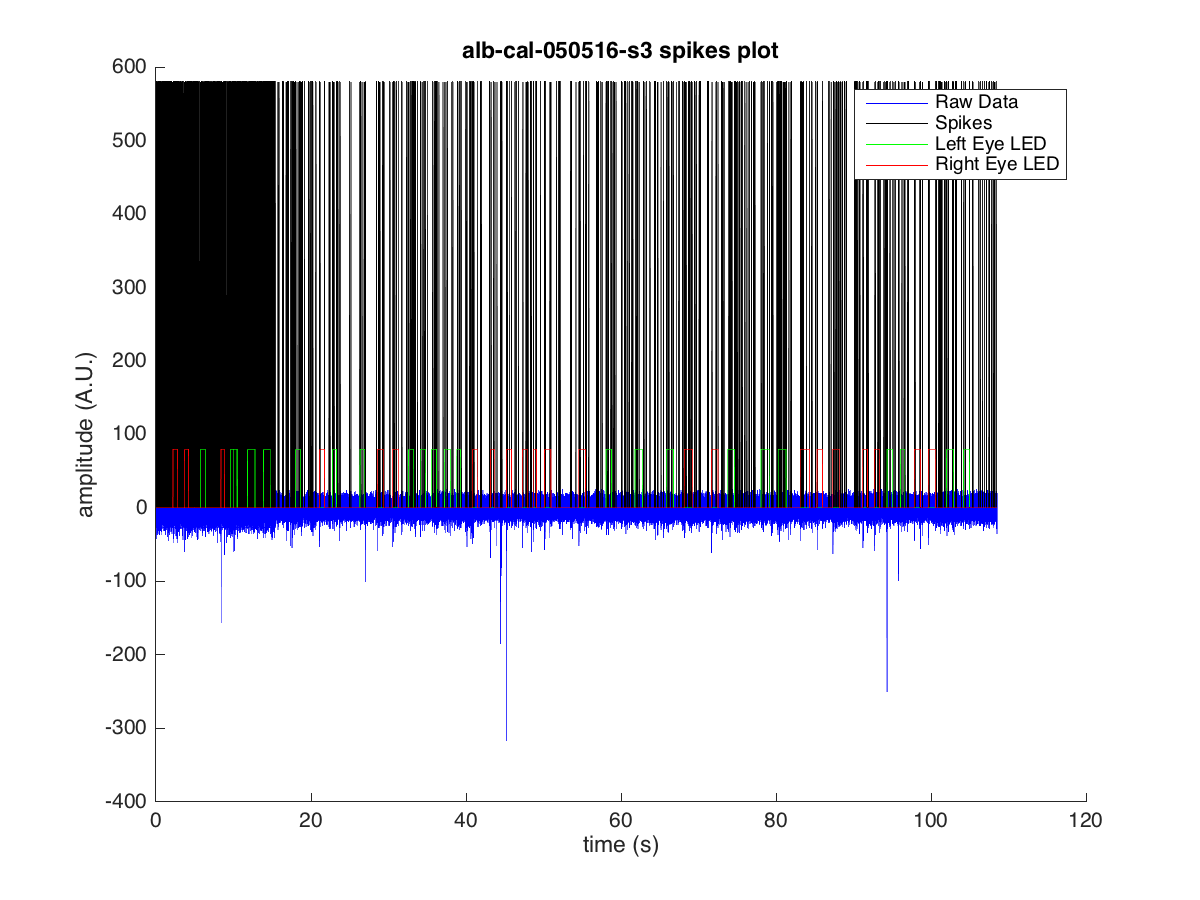 alb-cal-050516-s3 spikes plot
600
500
400
300
200
100
0
-100
-200
-300
-400
amplitude (A.U.)
Raw Data
Spikes
Left Eye LED
Right Eye LED
0
20
40
60
80
100
120
time (s)